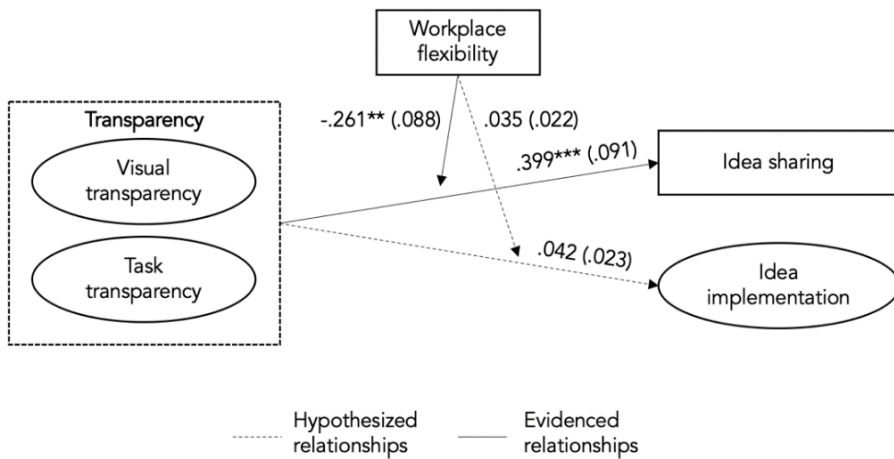 Workplace
flexibility
Transparency
Visual
transparency
Task
transparency
-.261** (.088)
.035 (.022)
.399*** (.091)
.042 (.023)
Idea sharing
Idea
implementation
Hypothesized
relationships
Evidenced
relationships